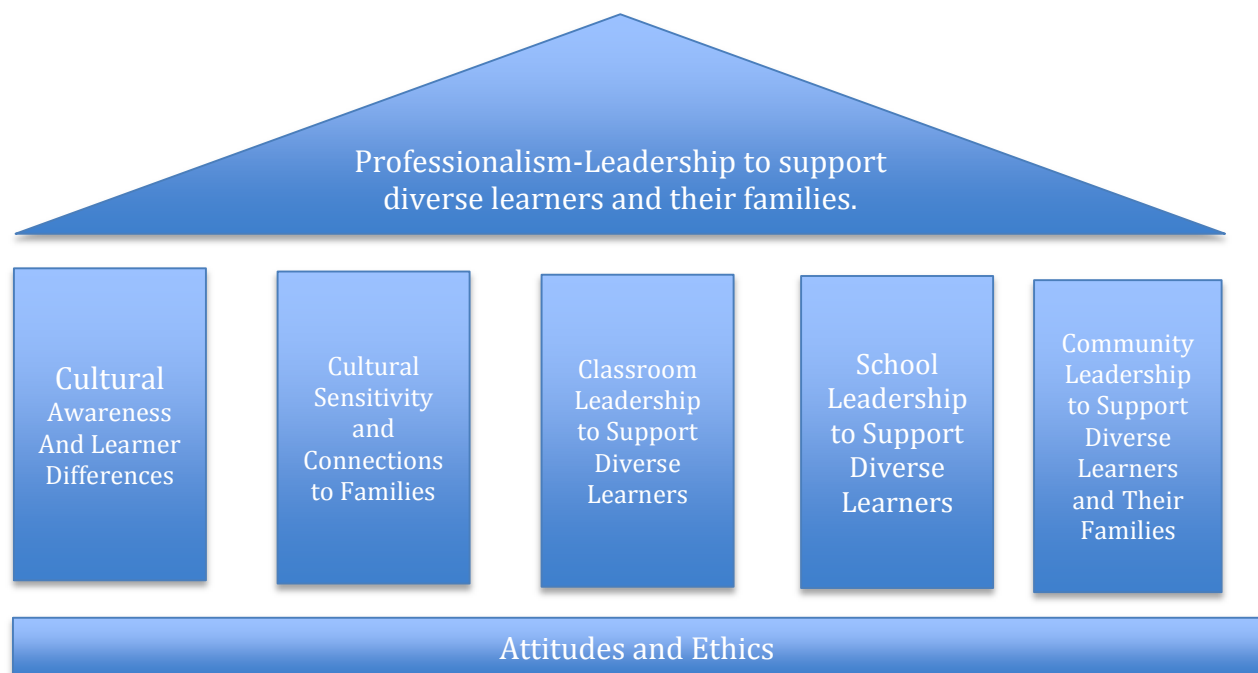 Professionalism-Leadership to support
diverse learners and their families.
Cultural
Awareness
And Learner
Differences
Cultural
Sensitivity
and
Connections
to Families
Classroom
Leadership
to Support
Diverse
Learners
School
Leadership
to Support
Diverse
Learners
Community
Leadership
to Support
Diverse
Learners
and Their
Families
Attitudes and Ethics